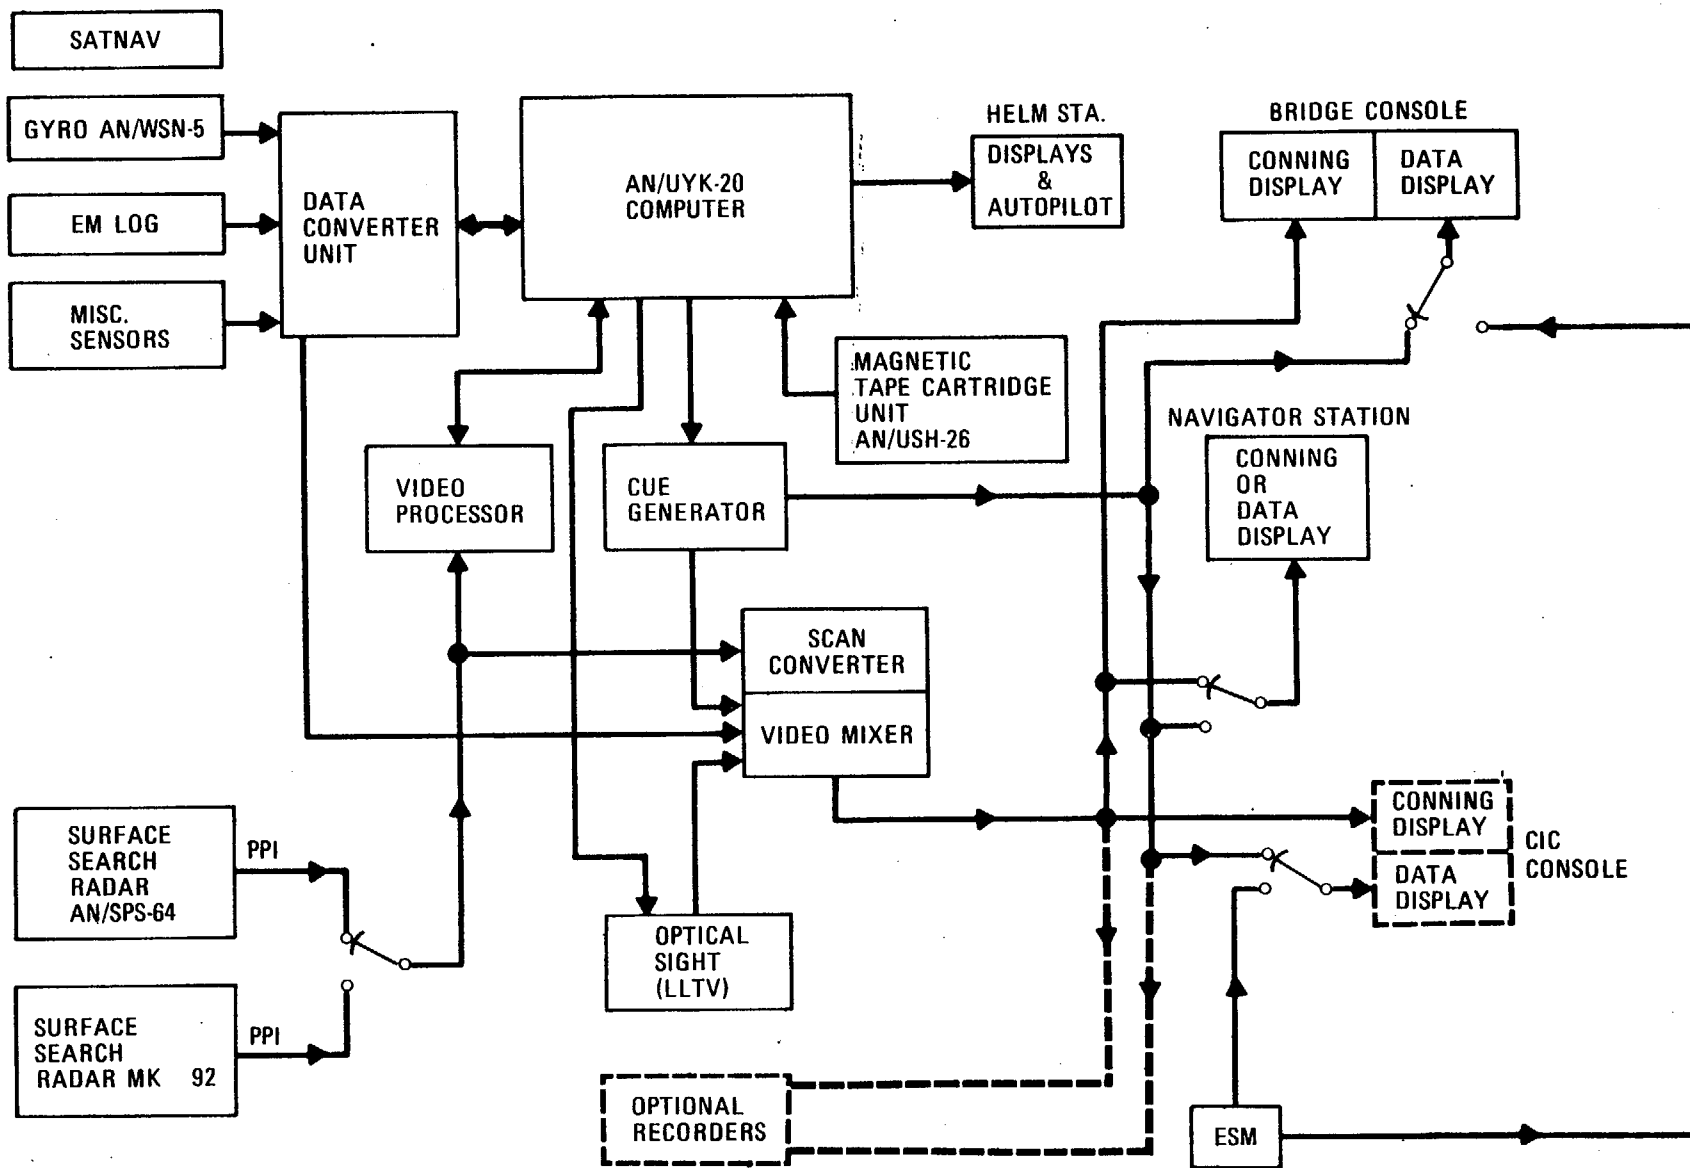 SATNAV
GYRO AN/WSN-5
EM LOG
MISC.
SENSORS
DATA
CONVERTER
UNIT
AN/UYK-20
COMPUTER
HELM STA.
DISPLAYS
&
AUTOPILOT
BRIDGE CONSOLE
CONNING
DISPLAY
DATA
DISPLAY
MAGNETIC
TAPE CARTRIDGE
UNIT
AN/USH-26
NAVIGATOR STATION
CONNING
OR
DATA
DISPLAY
VIDEO
PROCESSOR
CUE
GENERATOR
SCAN
CONVERTER
VIDEO MIXER
SURFACE
SEARCH
RADAR
AN/SPS-64
PPI
SURFACE
SEARCH
RADAR MK 92
PPI
OPTICAL
SIGHT
(LLTV)
CONNING
DISPLAY
DATA
DISPLAY
CIC
CONSOLE
OPTIONAL
RECORDERS
ESM